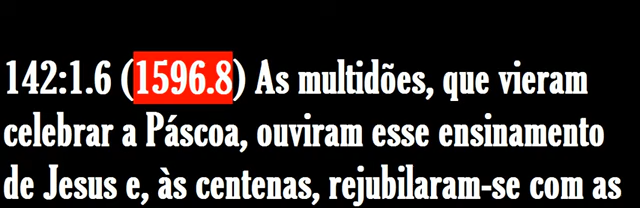 142:1.6 (1596.8) As multidões, que vieram
celebrar a Páscoa, ouviram esse ensinamento
de Jesus e, às centenas, rejubilaram-se com as